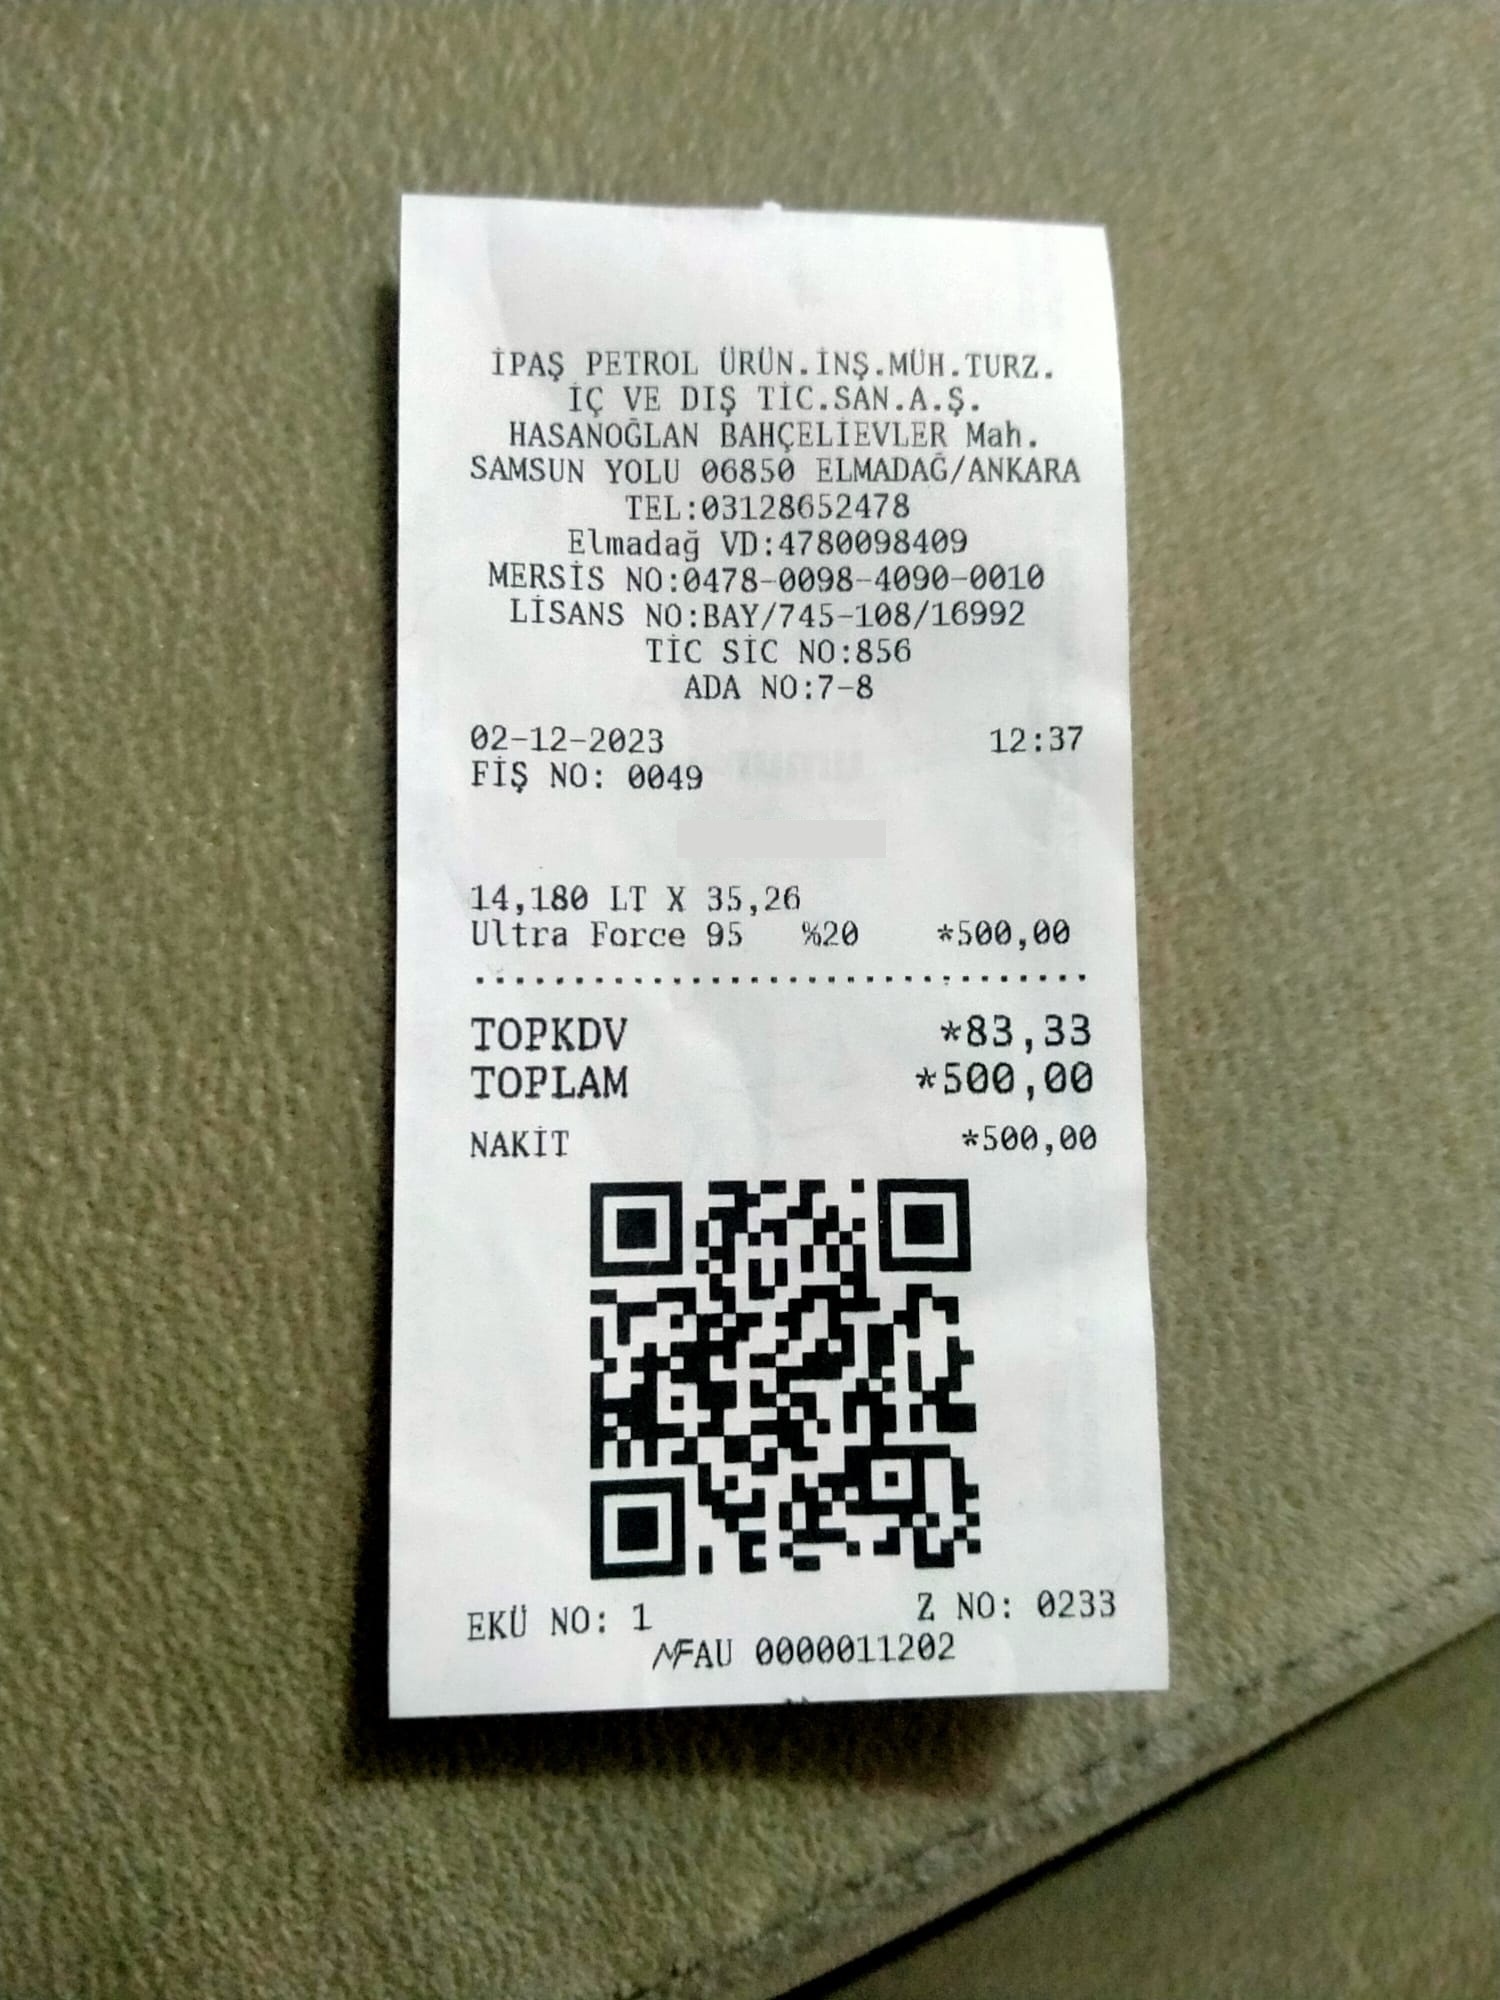 İPAŞ PETROL ÜRÜN.İNŞ.MÜH.TURZ.
İÇ VE DIŞ TİC.SAN.A.Ş.
HASANOĞLAN BAHÇELİEVLER Mah.
SAMSUN YOLU 06850 ELMADAĞ/ANKARA
TEL:03128652478
Elmadağ VD:4780098409
MERSİS NO:0478-0098-4090-0010
LİSANS NO:BAY/745-108/16992
TİC SİC NO:856
ADA NO:7-8
02-12-2023 12:37
FİŞ NO: 0049
14,180 LT X 35,26
Ultra Force 95 %20 *500,00
TOPKDV *83,33
TOPLAM *500,00
NAKİT *500,00
EKÜ NO: 1 Z NO: 0233
MF AU 0000011202